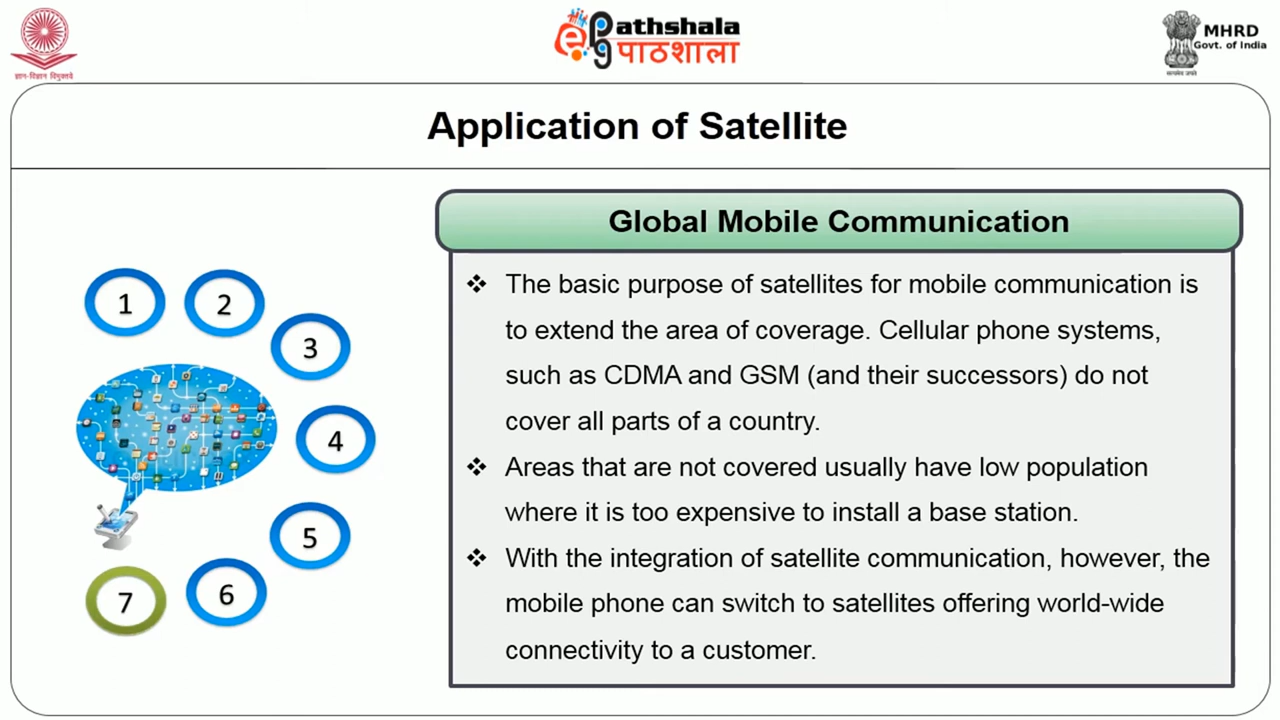 ज्ञान-विज्ञान विमुक्तये
ePathshala
पाठशाला
MHRD
Govt. of India
सत्यमेव जयते
Application of Satellite
Global Mobile Communication
❖ The basic purpose of satellites for mobile communication is
to extend the area of coverage. Cellular phone systems,
such as CDMA and GSM (and their successors) do not
cover all parts of a country.
❖ Areas that are not covered usually have low population
where it is too expensive to install a base station.
❖ With the integration of satellite communication, however, the
mobile phone can switch to satellites offering world-wide
connectivity to a customer.
1
2
3
4
5
6
7